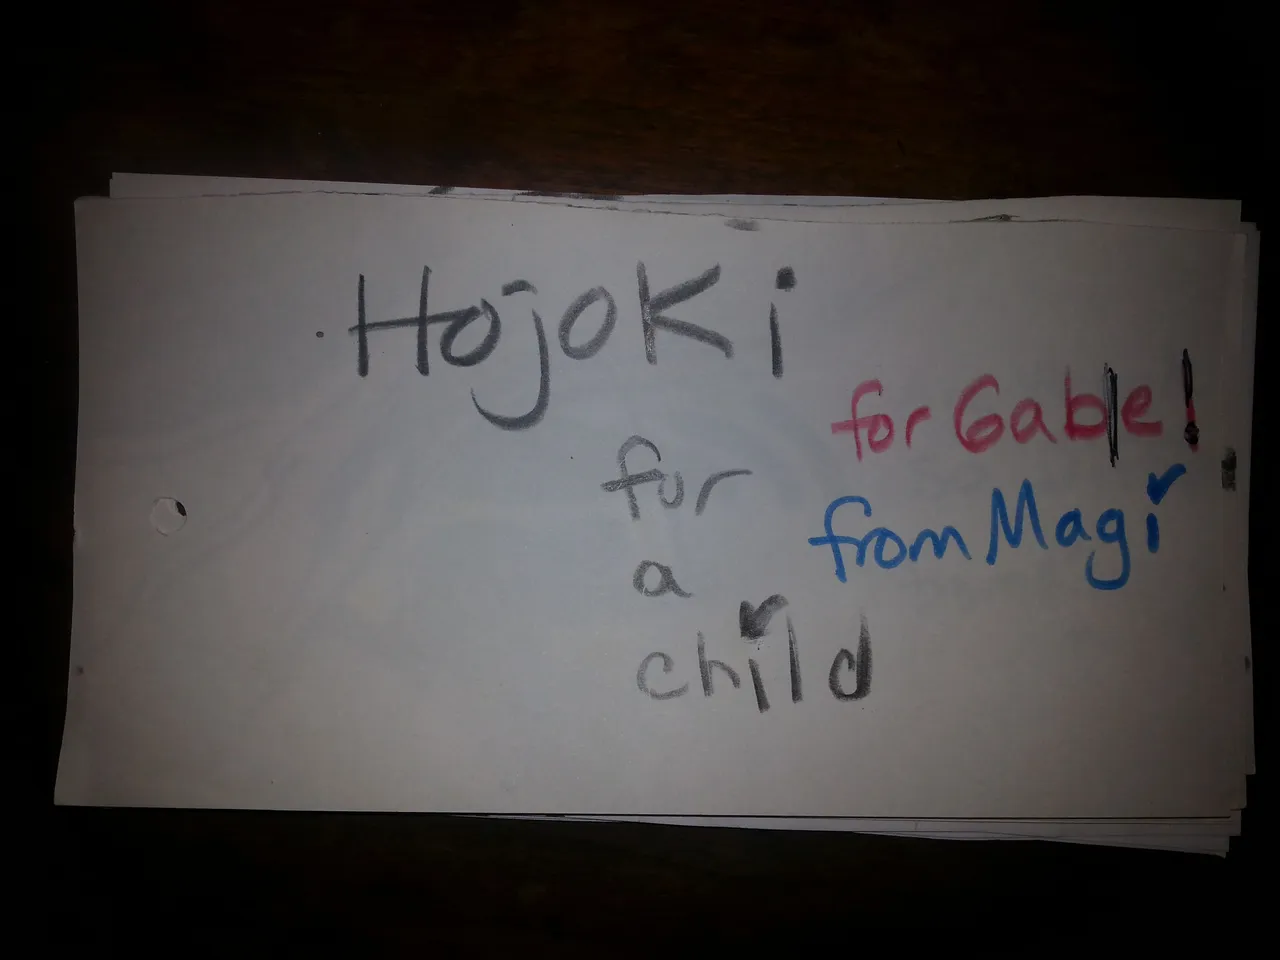 HojoKi
for
a
child
for Gable!
from Magi